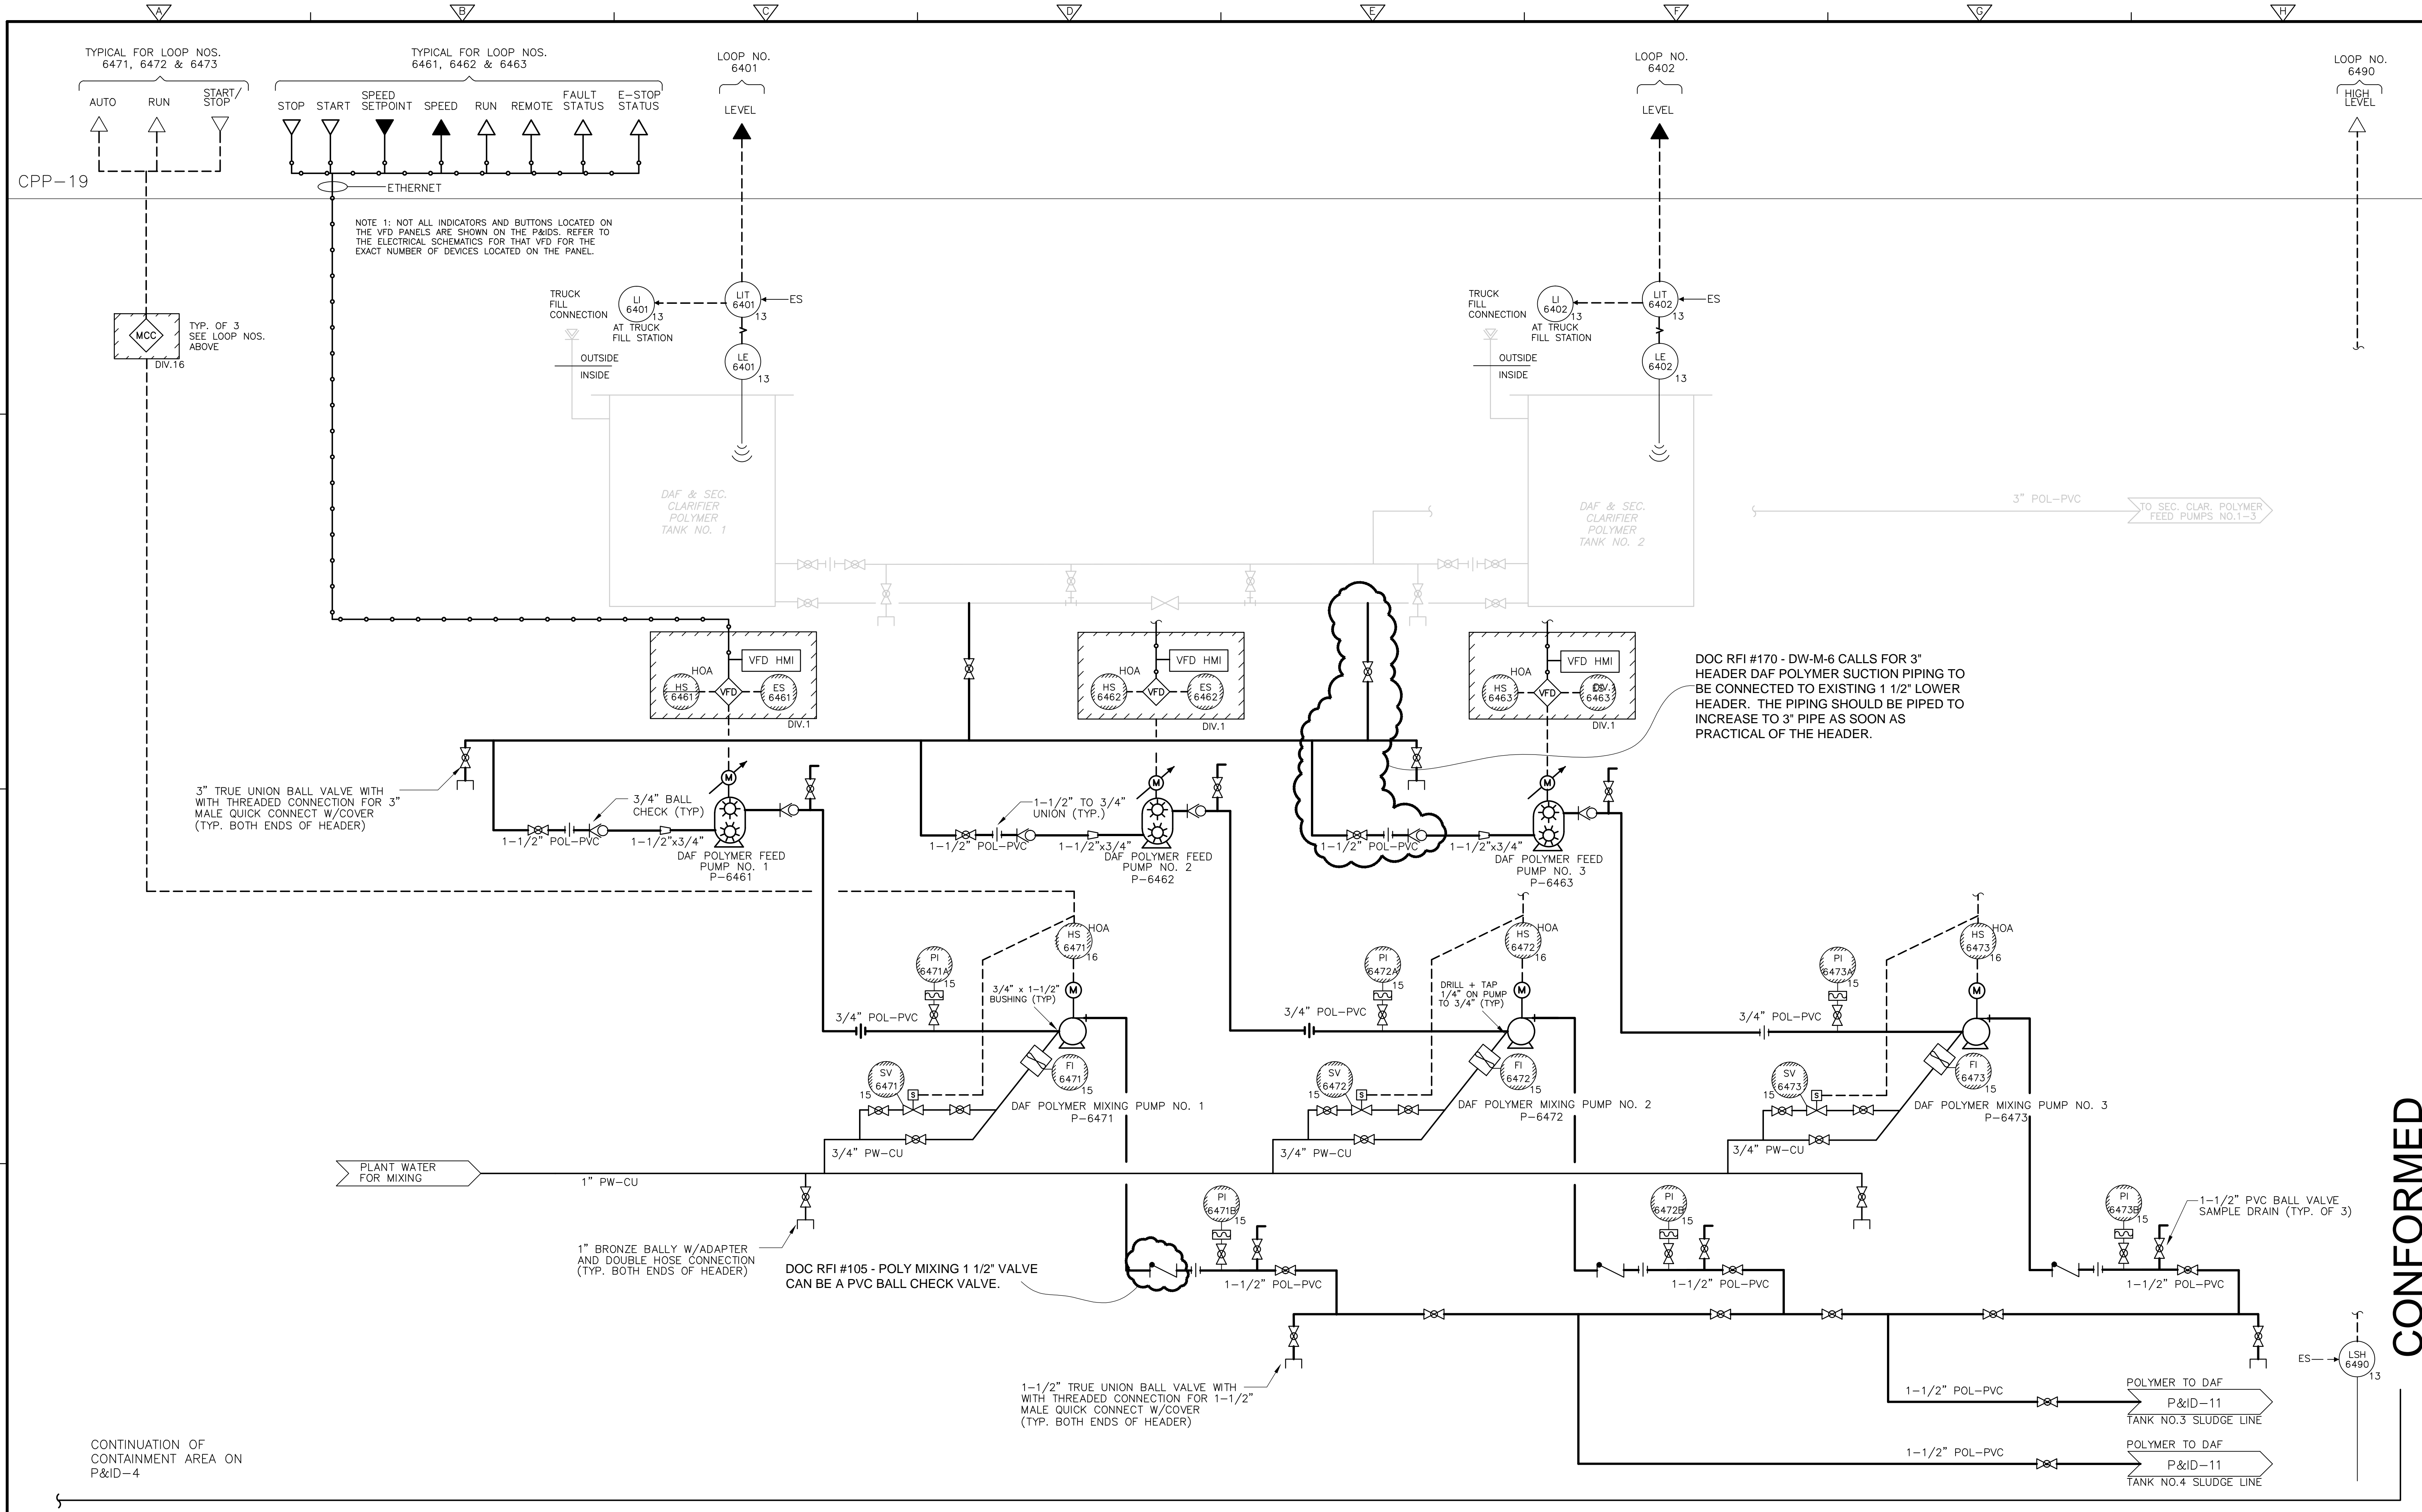 A
B
C
D
E
F
G
H
TYPICAL FOR LOOP NOS.
6471, 6472 & 6473
AUTO
RUN
START/
STOP
TYPICAL FOR LOOP NOS.
6461, 6462 & 6463
STOP
START
SPEED
SETPOINT
SPEED
RUN
REMOTE
FAULT
STATUS
E-STOP
STATUS
LOOP NO.
6401
LEVEL
LOOP NO.
6402
LEVEL
LOOP NO.
6490
HIGH
LEVEL
CPP-19
ETHERNET
NOTE 1: NOT ALL INDICATORS AND BUTTONS LOCATED ON
THE VFD PANELS ARE SHOWN ON THE P&IDS. REFER TO
THE ELECTRICAL SCHEMATICS FOR THAT VFD FOR THE
EXACT NUMBER OF DEVICES LOCATED ON THE PANEL.
MCC
DIV.16
TYP. OF 3
SEE LOOP NOS.
ABOVE
TRUCK
FILL
CONNECTION
LI
6401
13
AT TRUCK
FILL STATION
LIT
6401
13
ES
LE
6401
13
OUTSIDE
INSIDE
TRUCK
FILL
CONNECTION
LI
6402
13
AT TRUCK
FILL STATION
LIT
6402
13
ES
LE
6402
13
OUTSIDE
INSIDE
DAF & SEC.
CLARIFIER
POLYMER
TANK NO. 1
DAF & SEC.
CLARIFIER
POLYMER
TANK NO. 2
3" POL-PVC
TO SEC. CLAR. POLYMER
FEED PUMPS NO.1-3
HOA
VFD HMI
HS
6461
VFD
ES
6461
DIV.1
HOA
VFD HMI
HS
6462
VFD
ES
6462
DIV.1
HOA
VFD HMI
HS
6463
VFD
ES
6463
DIV.1
DIV.1
DOC RFI #170 - DW-M-6 CALLS FOR 3"
HEADER DAF POLYMER SUCTION PIPING TO
BE CONNECTED TO EXISTING 1 1/2" LOWER
HEADER. THE PIPING SHOULD BE PIPED TO
INCREASE TO 3" PIPE AS SOON AS
PRACTICAL OF THE HEADER.
3" TRUE UNION BALL VALVE WITH
WITH THREADED CONNECTION FOR 3"
MALE QUICK CONNECT W/COVER
(TYP. BOTH ENDS OF HEADER)
3/4" BALL
CHECK (TYP)
M
1-1/2" POL-PVC
1-1/2"x3/4"
DAF POLYMER FEED
PUMP NO. 1
P-6461
1-1/2" TO 3/4"
UNION (TYP.)
M
1-1/2" POL-PVC
1-1/2"x3/4"
DAF POLYMER FEED
PUMP NO. 2
P-6462
M
1-1/2" POL-PVC
1-1/2"x3/4"
DAF POLYMER FEED
PUMP NO. 3
P-6463
HS
6471
HOA
16
PI
6471A
15
3/4" x 1-1/2"
BUSHING (TYP)
M
3/4" POL-PVC
SV
6471
15
S
FI
6471
15
DAF POLYMER MIXING PUMP NO. 1
P-6471
HS
6472
HOA
16
PI
6472A
15
DRILL + TAP
1/4" ON PUMP
TO 3/4" (TYP)
M
3/4" POL-PVC
SV
6472
15
S
FI
6472
15
DAF POLYMER MIXING PUMP NO. 2
P-6472
HS
6473
HOA
16
PI
6473A
15
M
3/4" POL-PVC
SV
6473
15
S
FI
6473
15
DAF POLYMER MIXING PUMP NO. 3
P-6473
3/4" PW-CU
3/4" PW-CU
3/4" PW-CU
PLANT WATER
FOR MIXING
1" PW-CU
1" BRONZE BALLY W/ADAPTER
AND DOUBLE HOSE CONNECTION
(TYP. BOTH ENDS OF HEADER)
DOC RFI #105 - POLY MIXING 1 1/2" VALVE
CAN BE A PVC BALL CHECK VALVE.
PI
6471B
15
1-1/2" POL-PVC
PI
6472B
15
1-1/2" POL-PVC
PI
6473B
15
1-1/2" POL-PVC
1-1/2" PVC BALL VALVE
SAMPLE DRAIN (TYP. OF 3)
1-1/2" TRUE UNION BALL VALVE WITH
WITH THREADED CONNECTION FOR 1-1/2"
MALE QUICK CONNECT W/COVER
(TYP. BOTH ENDS OF HEADER)
ES
LSH
6490
13
1-1/2" POL-PVC
POLYMER TO DAF
P&ID-11
TANK NO.3 SLUDGE LINE
1-1/2" POL-PVC
POLYMER TO DAF
P&ID-11
TANK NO.4 SLUDGE LINE
CONTINUATION OF
CONTAINMENT AREA ON
P&ID-4
CONFORMED